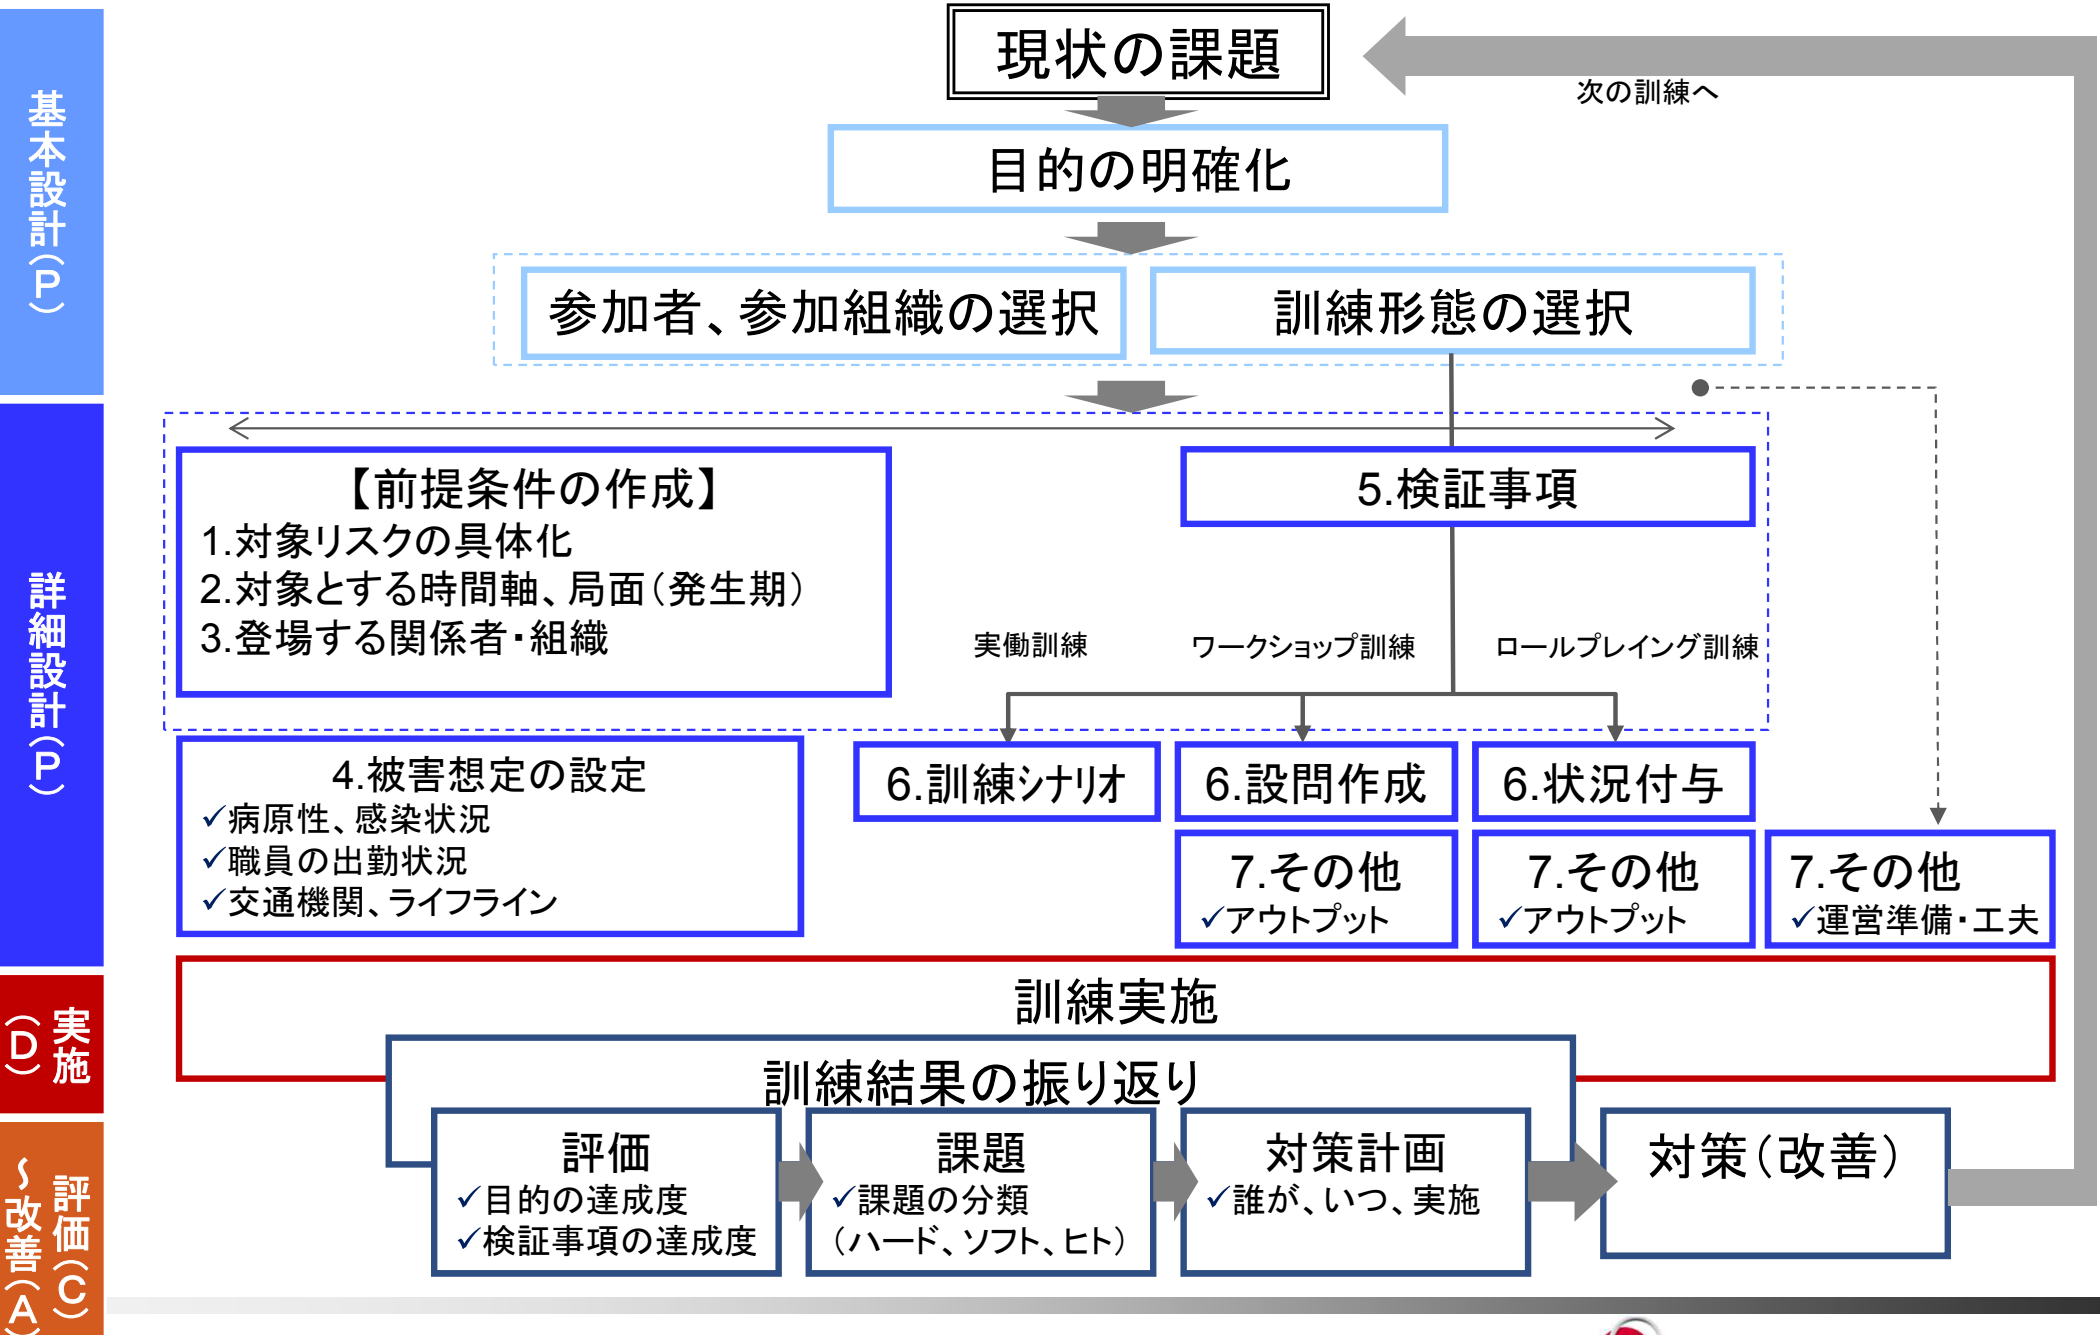 現状の課題
次の訓練へ
目的の明確化
参加者、参加組織の選択
訓練形態の選択
基本設計(P)
【前提条件の作成】
1.対象リスクの具体化
2.対象とする時間軸、局面(発生期)
3.登場する関係者・組織
5.検証事項
実働訓練
ワークショップ訓練
ロールプレイング訓練
詳細設計(P)
4.被害想定の設定
✓病原性、感染状況
✓職員の出勤状況
✓交通機関、ライフライン
6.訓練シナリオ
6.設問作成
6.状況付与
7.その他
✓アウトプット
7.その他
✓アウトプット
7.その他
✓運営準備・工夫
実施
(D)
訓練実施
訓練結果の振り返り
評価(C)
~改善(A)
評価
✓目的の達成度
✓検証事項の達成度
課題
✓課題の分類
(ハード、ソフト、ヒト)
対策計画
✓誰が、いつ、実施
対策(改善)